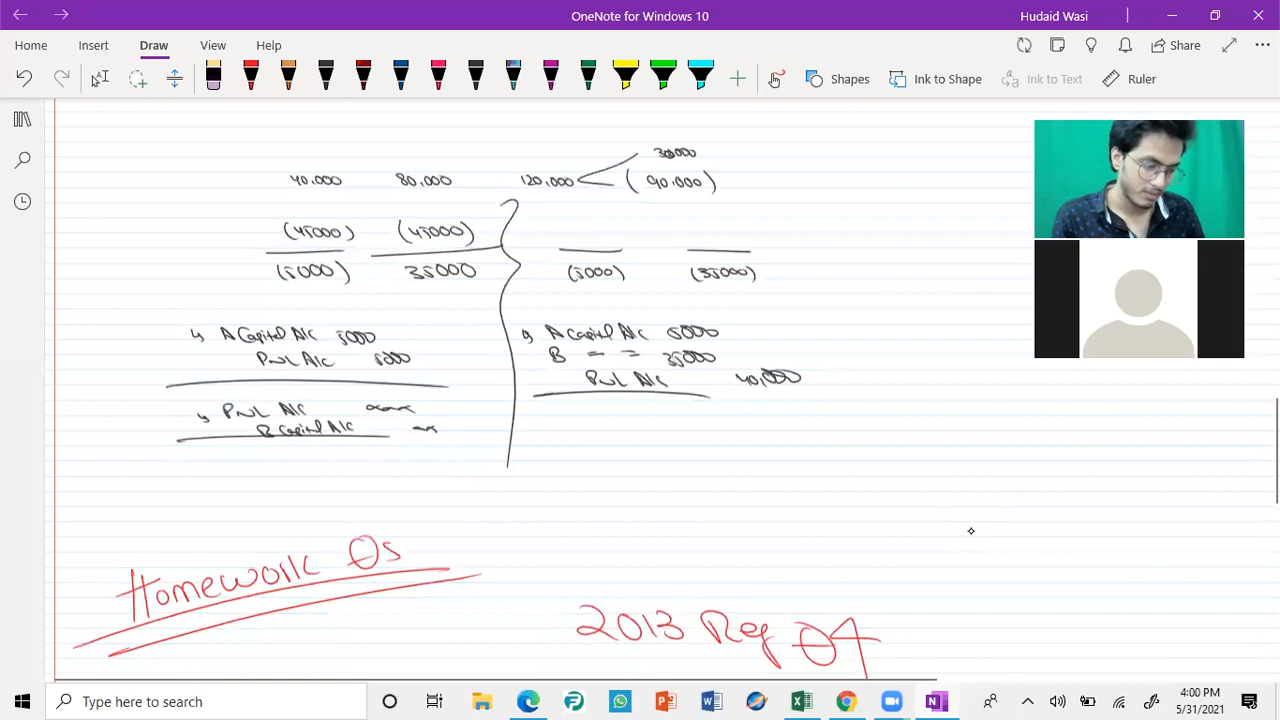 OneNote for Windows 10
Hudaid Wasi
Home Insert Draw View Help
Share
Shapes
Ink to Shape
Ink to Text
Ruler
30000
40,000 80,000 120,000 (90,000)
(45000) (45000)
(5000) 35000 (5000) (35000)
↳ A Capital A/c 5000
PnL A/c 5000
↳ PnL A/c
B Capital A/c
↳ A Capital A/c 5000
B = = 35000
PnL A/c 40,000
Homework Qs
2013 Reg Q4
Type here to search
4:00 PM
5/31/2021